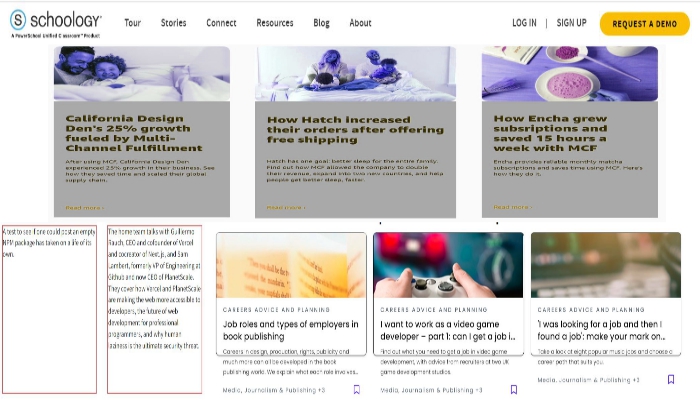 schoology®
A PowerSchool Unified Classroom™ Product
Tour
Stories
Connect
Resources
Blog
About
LOG IN
|
SIGN UP
REQUEST A DEMO
California Design
Den's 25% growth
fueled by Multi-
Channel Fulfillment
After using MCF, California Design Den
experienced 25% growth in their business. See
how they saved time and scaled their global
supply chain.
Read more ›
How Hatch increased
their orders after offering
free shipping
Hatch has one goal: better sleep for the entire family.
Find out how MCF allowed the company to double
their revenue, expand into two new countries, and help
people get better sleep, faster.
Read more ›
How Encha grew
subsriptions and
saved 15 hours a
week with MCF
Encha provides reliable monthly matcha
subscriptions and saves time using MCF. Here's
how they do it.
Read more ›
A test to see if one could post an empty
NPM package has taken on a life of its
own.
The home team talks with Guillermo
Rauch, CEO and cofounder of Vercel
and cocreator of Next.js, and Sam
Lambert, formerly VP of Engineering at
Github and now CEO of PlanetScale.
They cover how Vercel and PlanetScale
are making the web more accessible to
developers, the future of web
development for professional
programmers, and why human
laziness is the ultimate security threat.
CAREERS ADVICE AND PLANNING
Job roles and types of employers in
book publishing
Careers in design, production, rights, publicity and
much more can all be developed in the book
publishing world. We explain what each role involves...
Media, Journalism & Publishing +3
CAREERS ADVICE AND PLANNING
I want to work as a video game
developer – part 1: can I get a job i...
Find out what you need to get a job in video game
development, with advice from recruiters at two UK
game development studios.
Media, Journalism & Publishing +3
CAREERS ADVICE AND PLANNING
'I was looking for a job and then I
found a job': make your mark on...
Take a look at eight popular music jobs and choose a
career path that suits you.
Media, Journalism & Publishing +3